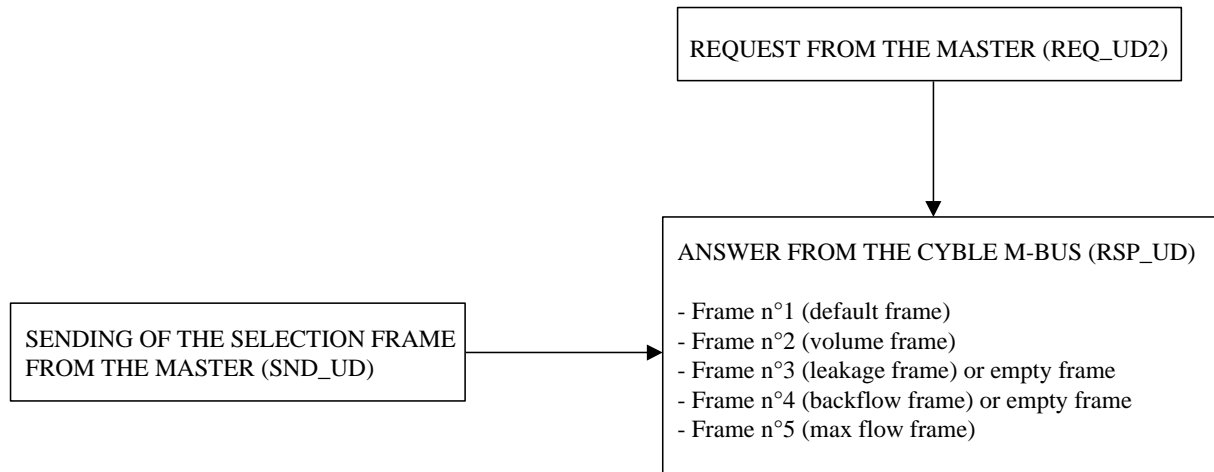 REQUEST FROM THE MASTER (REQ_UD2)
ANSWER FROM THE CYBLE M-BUS (RSP_UD)
- Frame n°1 (default frame)
- Frame n°2 (volume frame)
- Frame n°3 (leakage frame) or empty frame
- Frame n°4 (backflow frame) or empty frame
- Frame n°5 (max flow frame)
SENDING OF THE SELECTION FRAME
FROM THE MASTER (SND_UD)